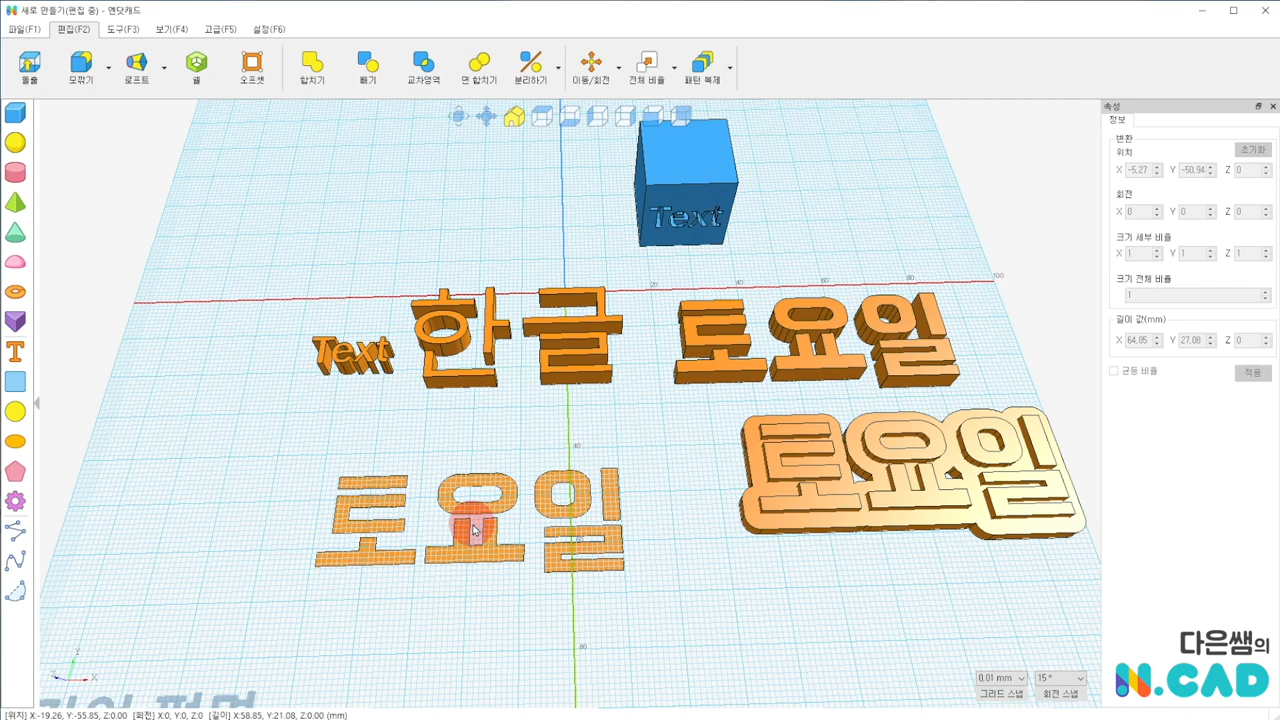 새로 만들기(편집 중) - 엔닷캐드
파일(F1) 편집(F2) 도구(F3) 보기(F4) 고급(F5) 설정(F6)
돌출 모깎기 로프트 쉘 오프셋 합치기 빼기 교차영역 면 합치기 분리하기 이동/회전 전체 비율 패턴 복제
속성
정보
변환
위치 초기화
X -5.27 Y -50.94 Z 0
회전
X 0 Y 0 Z 0
크기 세부 비율
X 1 Y 1 Z 1
크기 전체 비율
1
길이 값(mm)
X 64.85 Y 27.08 Z 0
균등 비율 적용
Text
20 40 60 80 100
Text 한글 토요일
토요일
40
토요일
60
80
T
Y
X
0.01 mm 15 °
그리드 스냅 회전 스냅
다은쌤의
N.CAD
[위치] X:-19.26, Y:-55.85, Z:0.00 [회전] X:0, Y:0, Z:0 [길이] X:58.85, Y:21.08, Z:0.00 (mm)